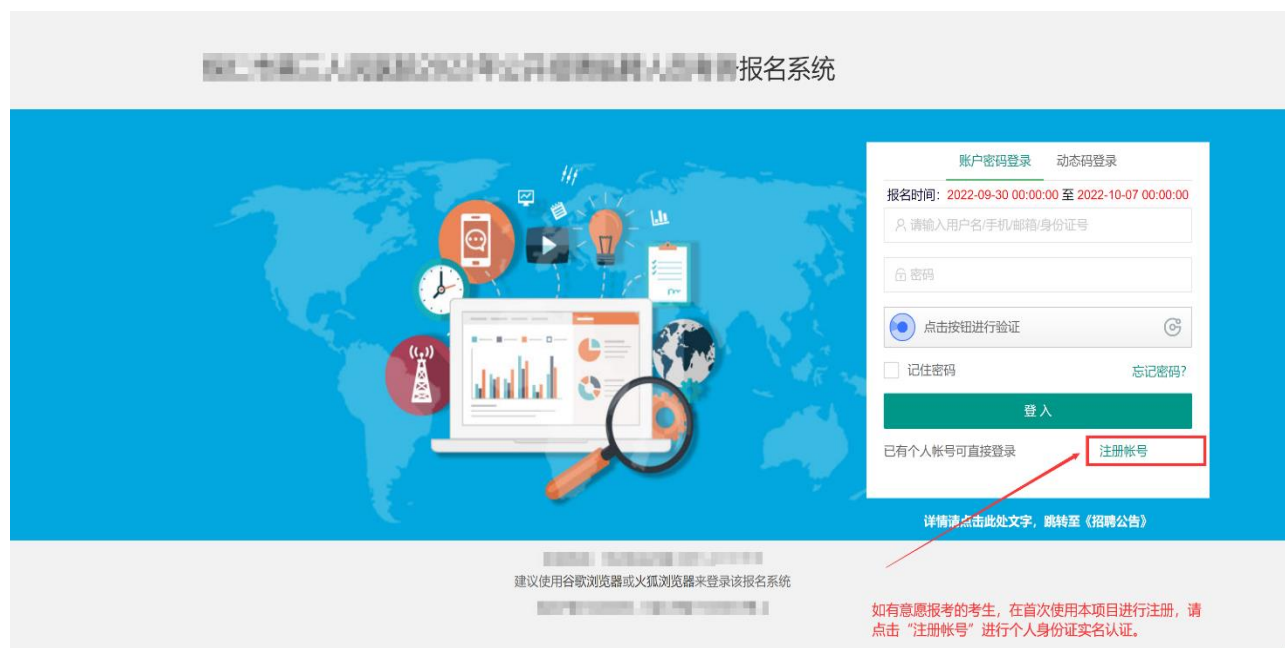 报名系统
账户密码登录 动态码登录
报名时间：2022-09-30 00:00:00 至 2022-10-07 00:00:00
请输入用户名/手机/邮箱/身份证号
密码
点击按钮进行验证
记住密码 忘记密码?
登入
已有个人帐号可直接登录 注册帐号
详情请点击此处文字，跳转至《招聘公告》
建议使用谷歌浏览器或火狐浏览器来登录该报名系统
如有意愿报考的考生，在首次使用本项目进行注册，请
点击“注册帐号”进行个人身份证实名认证。